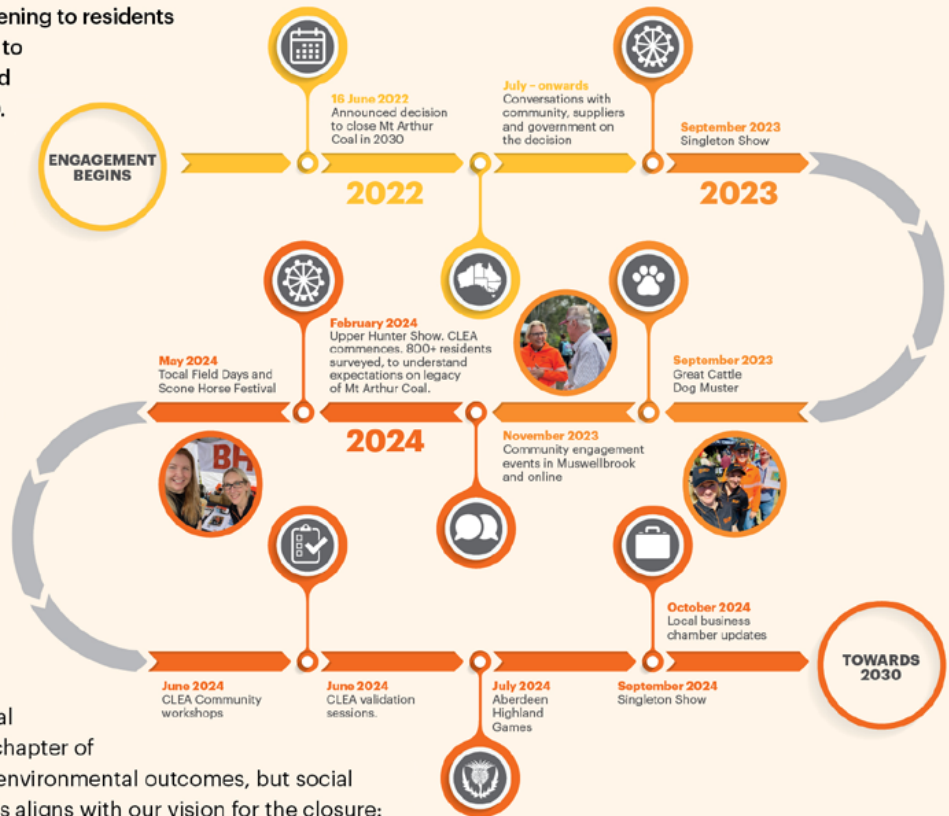 ening to residents
to
d
ENGAGEMENT
BEGINS
16 June 2022
Announced decision
to close Mt Arthur
Coal in 2030
2022
July – onwards
Conversations with
community, suppliers
and government on
the decision
September 2023
Singleton Show
2023
September 2023
Great Cattle
Dog Muster
November 2023
Community engagement
events in Muswellbrook
and online
February 2024
Upper Hunter Show. CLEA
commences. 800+ residents
surveyed, to understand
expectations on legacy
of Mt Arthur Coal.
2024
May 2024
Tocal Field Days and
Scone Horse Festival
BH
June 2024
CLEA Community
workshops
June 2024
CLEA validation
sessions.
July 2024
Aberdeen
Highland
Games
September 2024
Singleton Show
October 2024
Local business
chamber updates
TOWARDS
2030
al
chapter of
environmental outcomes, but social
s aligns with our vision for the closure: